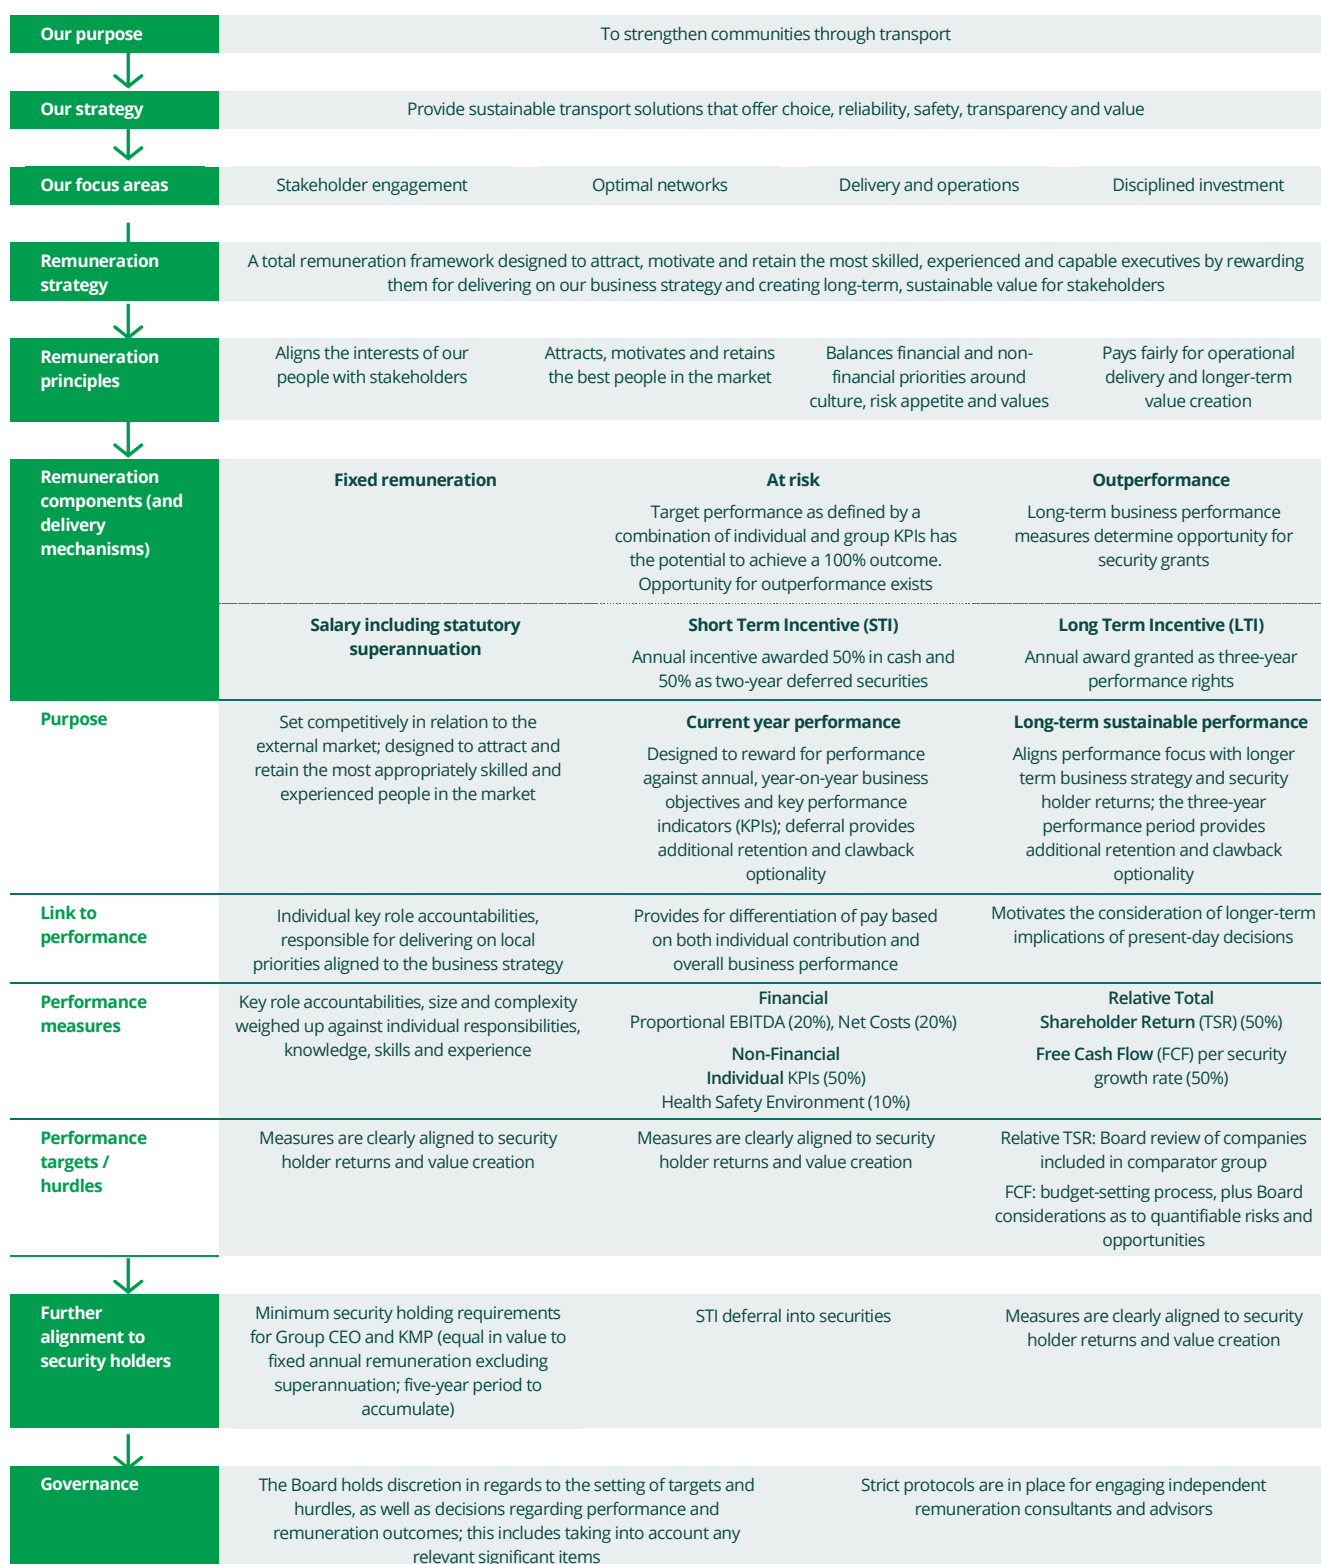 Our purpose
To strengthen communities through transport
Our strategy
Provide sustainable transport solutions that offer choice, reliability, safety, transparency and value
Our focus areas
Stakeholder engagement
Optimal networks
Delivery and operations
Disciplined investment
Remuneration
strategy
A total remuneration framework designed to attract, motivate and retain the most skilled, experienced and capable executives by rewarding
them for delivering on our business strategy and creating long-term, sustainable value for stakeholders
Remuneration
principles
Aligns the interests of our
people with stakeholders
Attracts, motivates and retains
the best people in the market
Balances financial and non-
financial priorities around
culture, risk appetite and values
Pays fairly for operational
delivery and longer-term
value creation
Remuneration
components (and
delivery
mechanisms)
Fixed remuneration
At risk
Target performance as defined by a
combination of individual and group KPIs has
the potential to achieve a 100% outcome.
Opportunity for outperformance exists
Outperformance
Long-term business performance
measures determine opportunity for
security grants
Salary including statutory
superannuation
Short Term Incentive (STI)
Annual incentive awarded 50% in cash and
50% as two-year deferred securities
Long Term Incentive (LTI)
Annual award granted as three-year
performance rights
Purpose
Set competitively in relation to the
external market; designed to attract and
retain the most appropriately skilled and
experienced people in the market
Current year performance
Designed to reward for performance
against annual, year-on-year business
objectives and key performance
indicators (KPIs); deferral provides
additional retention and clawback
optionality
Long-term sustainable performance
Aligns performance focus with longer
term business strategy and security
holder returns; the three-year
performance period provides
additional retention and clawback
optionality
Link to
performance
Individual key role accountabilities,
responsible for delivering on local
priorities aligned to the business strategy
Provides for differentiation of pay based
on both individual contribution and
overall business performance
Motivates the consideration of longer-term
implications of present-day decisions
Performance
measures
Key role accountabilities, size and complexity
weighed up against individual responsibilities,
knowledge, skills and experience
Financial
Proportional EBITDA (20%), Net Costs (20%)
Non-Financial
Individual KPIs (50%)
Health Safety Environment (10%)
Relative Total
Shareholder Return (TSR) (50%)
Free Cash Flow (FCF) per security
growth rate (50%)
Performance
targets /
hurdles
Measures are clearly aligned to security
holder returns and value creation
Measures are clearly aligned to security
holder returns and value creation
Relative TSR: Board review of companies
included in comparator group
FCF: budget-setting process, plus Board
considerations as to quantifiable risks and
opportunities
Further
alignment to
security holders
Minimum security holding requirements
for Group CEO and KMP (equal in value to
fixed annual remuneration excluding
superannuation; five-year period to
accumulate)
STI deferral into securities
Measures are clearly aligned to security
holder returns and value creation
Governance
The Board holds discretion in regards to the setting of targets and
hurdles, as well as decisions regarding performance and
remuneration outcomes; this includes taking into account any
relevant significant items
Strict protocols are in place for engaging independent
remuneration consultants and advisors